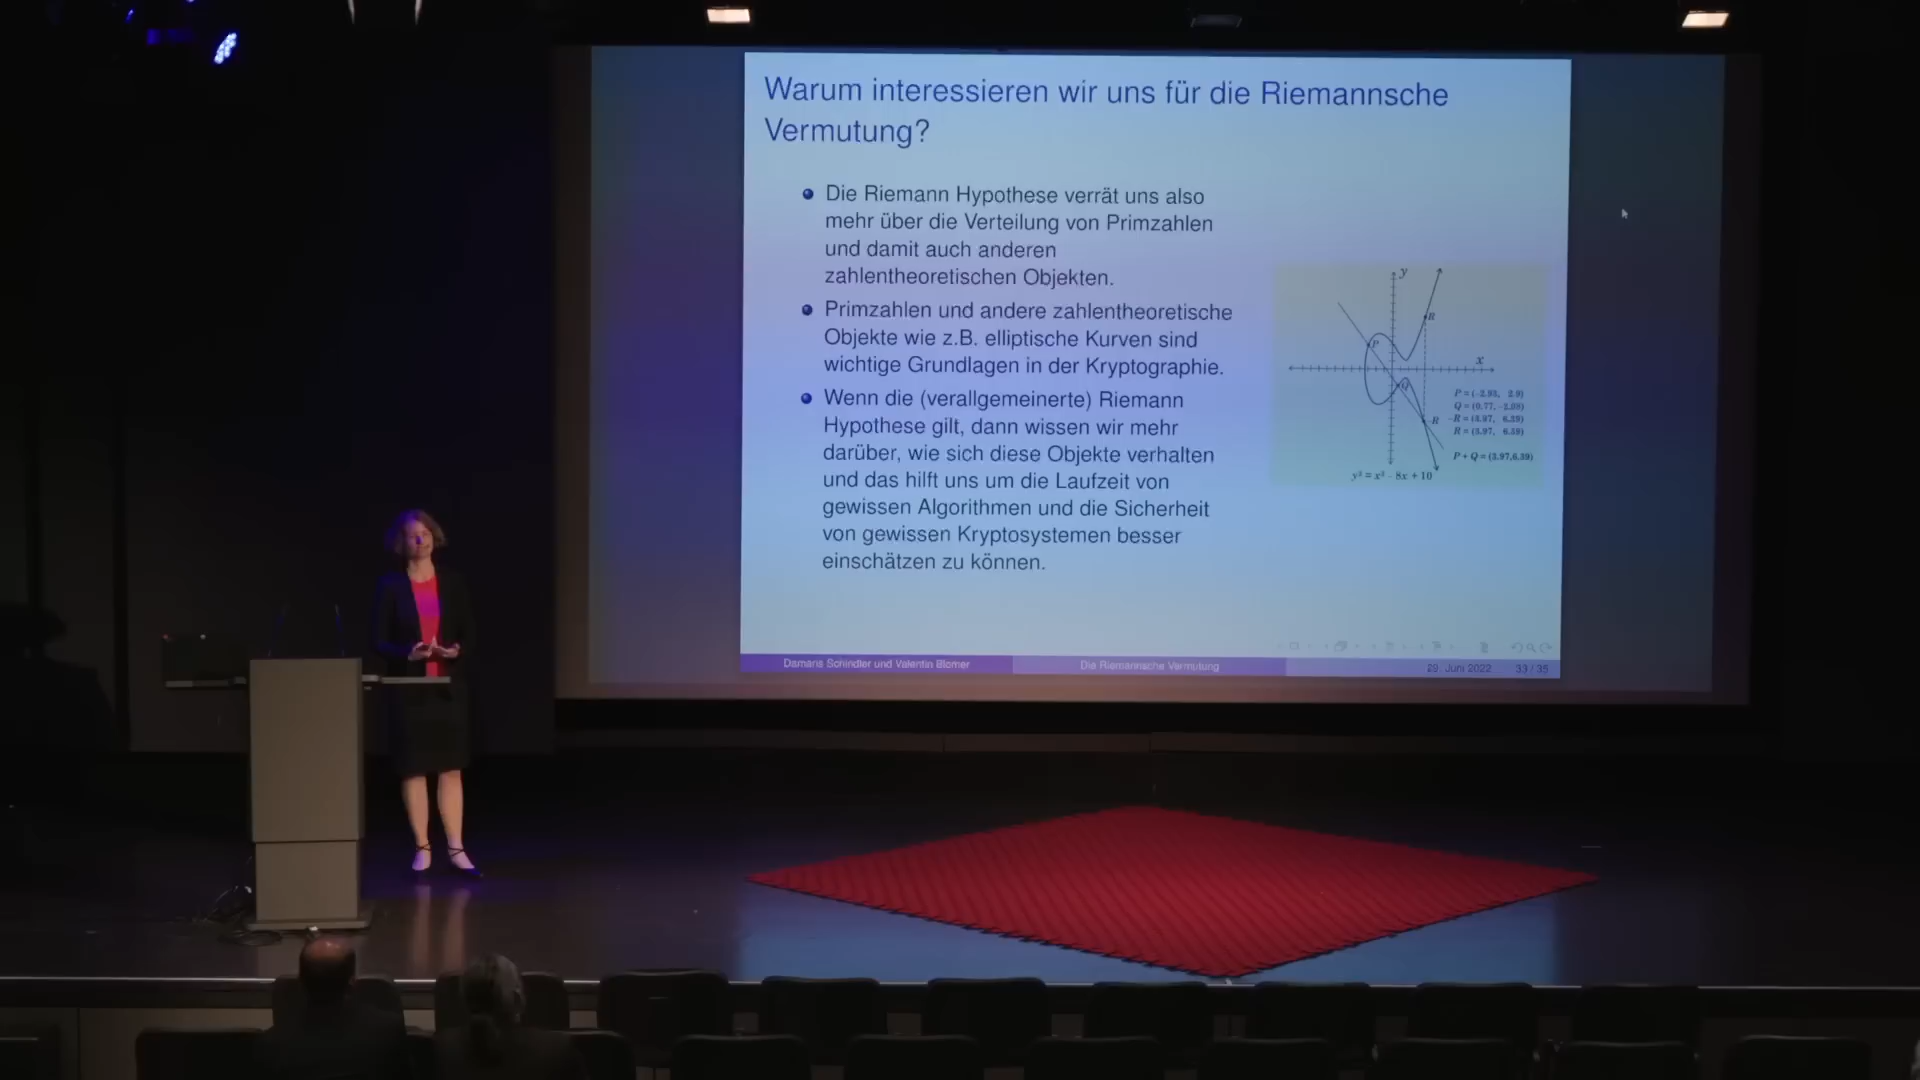 Warum interessieren wir uns für die Riemannsche
Vermutung?
Die Riemann Hypothese verrät uns also
mehr über die Verteilung von Primzahlen
und damit auch anderen
zahlentheoretischen Objekten.
Primzahlen und andere zahlentheoretische
Objekte wie z.B. elliptische Kurven sind
wichtige Grundlagen in der Kryptographie.
Wenn die (verallgemeinerte) Riemann
Hypothese gilt, dann wissen wir mehr
darüber, wie sich diese Objekte verhalten
und das hilft uns um die Laufzeit von
gewissen Algorithmen und die Sicherheit
von gewissen Kryptosystemen besser
einschätzen zu können.
y
R
P
x
Q
-R
P + Q =
Damaris Schindler und Valentin Blomer
Die Riemannsche Vermutung
29. Juni 2022
33 / 35